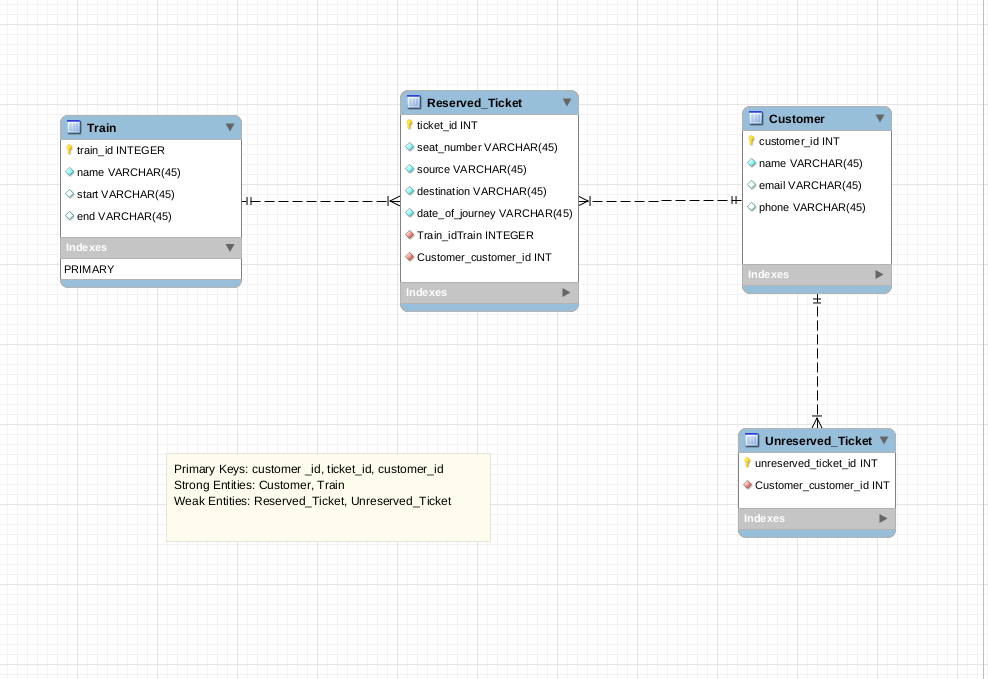 Train
train_id INTEGER
name VARCHAR(45)
start VARCHAR(45)
end VARCHAR(45)
Indexes
PRIMARY
Reserved_Ticket
ticket_id INT
seat_number VARCHAR(45)
source VARCHAR(45)
destination VARCHAR(45)
date_of_journey VARCHAR(45)
Train_idTrain INTEGER
Customer_customer_id INT
Indexes
Customer
customer_id INT
name VARCHAR(45)
email VARCHAR(45)
phone VARCHAR(45)
Indexes
Unreserved_Ticket
unreserved_ticket_id INT
Customer_customer_id INT
Indexes
Primary Keys: customer _id, ticket_id, customer_id
Strong Entities: Customer, Train
Weak Entities: Reserved_Ticket, Unreserved_Ticket